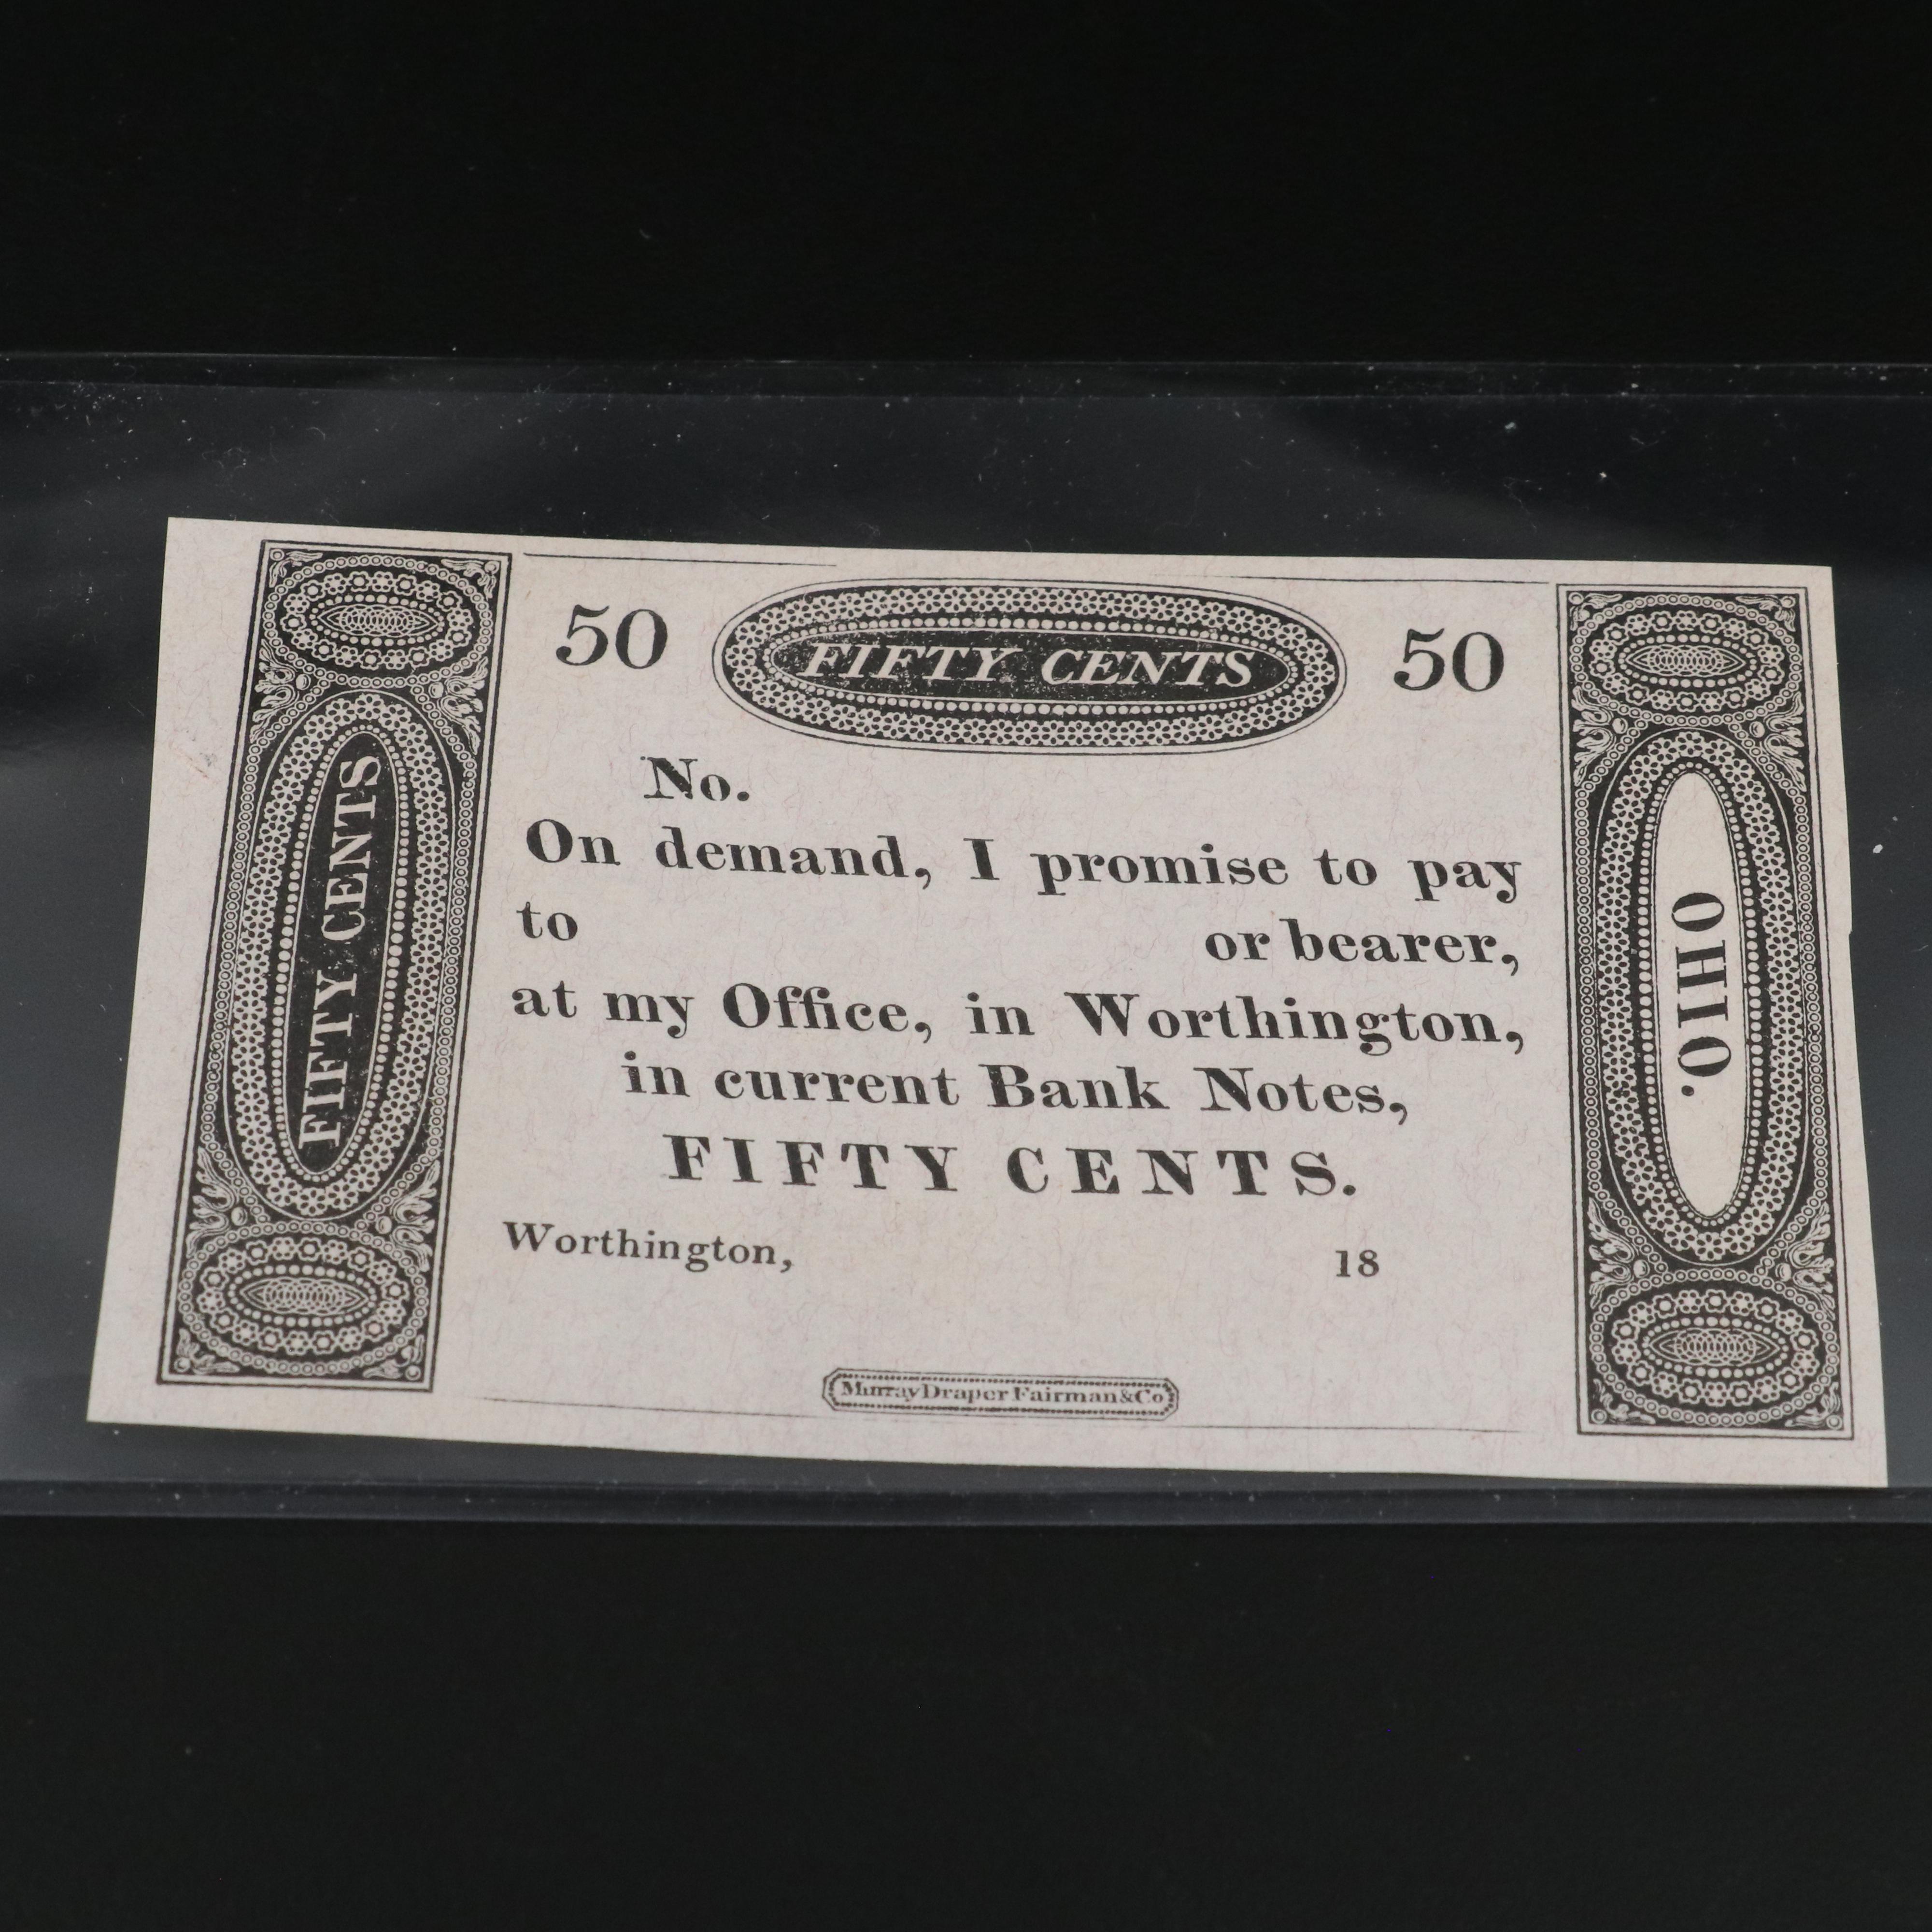 50 FIFTY CENTS 50
No.
On demand, I promise to pay
to or bearer,
at my Office, in Worthington,
in current Bank Notes,
FIFTY CENTS.
Worthington, 18
Murray Draper Fairman & Co
FIFTY CENTS
OHIO.